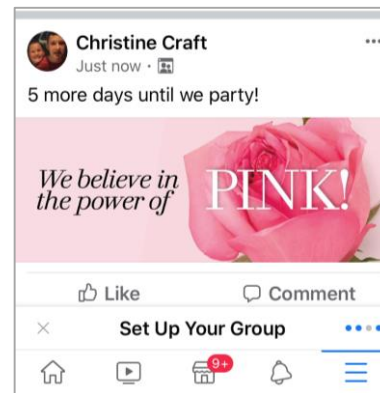 Christine Craft
Just now ·
5 more days until we party!
We believe in
the power of PINK!
Like Comment
Set Up Your Group
9+